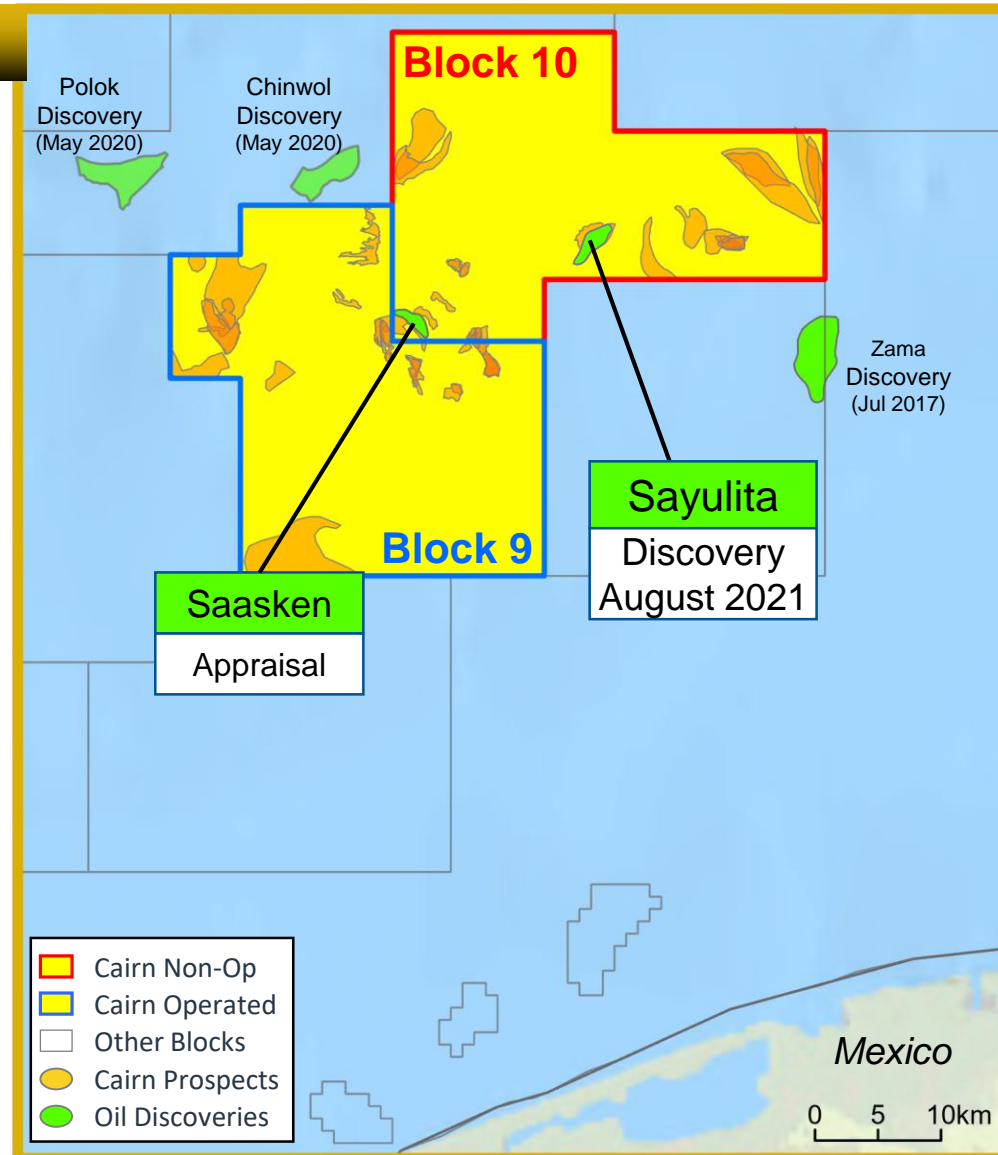 Block 10
Polok
Discovery
(May 2020)
Chinwol
Discovery
(May 2020)
Zama
Discovery
(Jul 2017)
Sayulita
Discovery
August 2021
Block 9
Saasken
Appraisal
Cairn Non-Op
Cairn Operated
Other Blocks
Cairn Prospects
Oil Discoveries
Mexico
0 5 10km